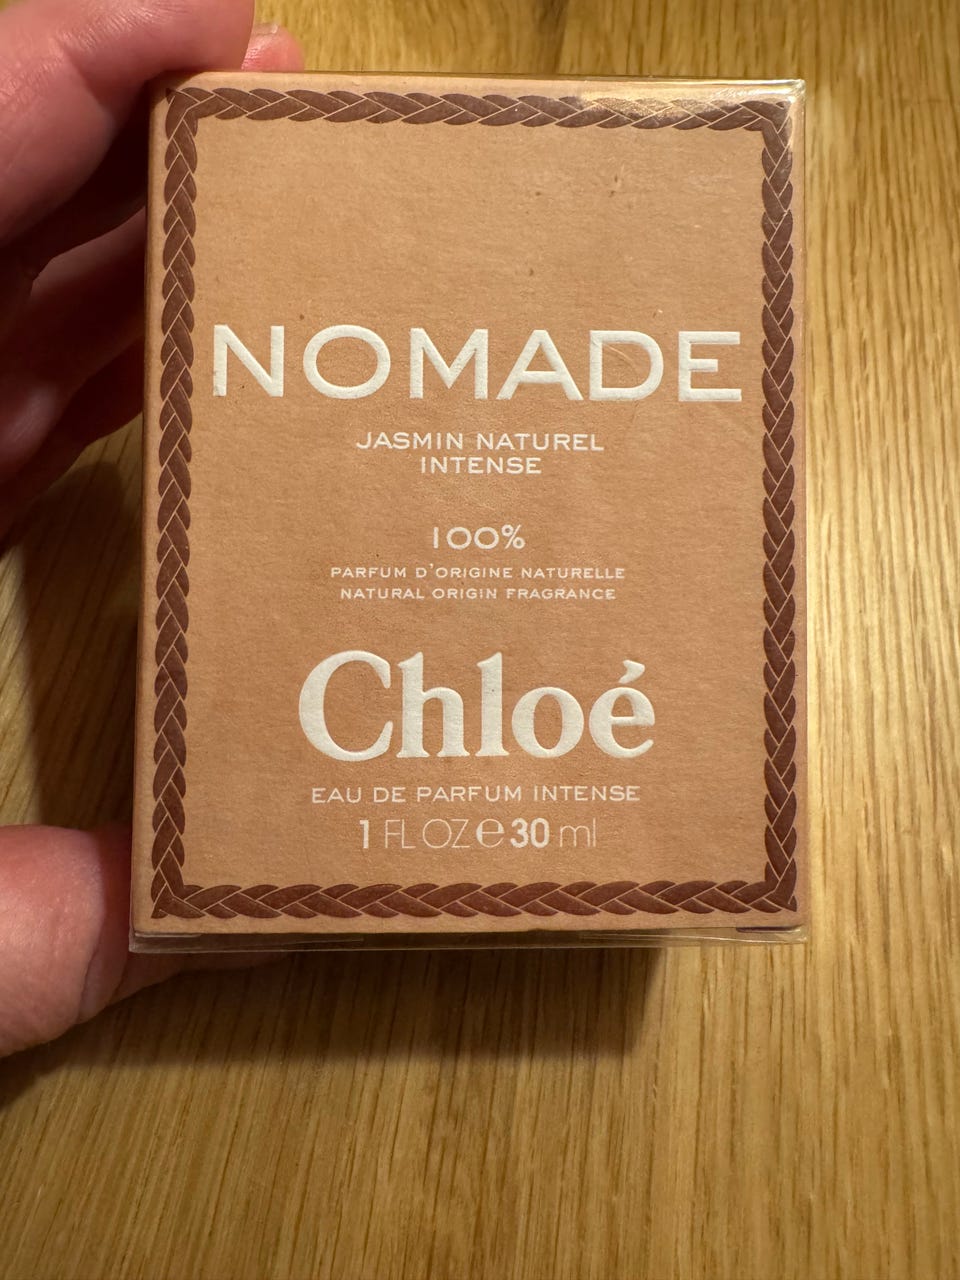 NOMADE
JASMIN NATUREL
INTENSE
100%
PARFUM D'ORIGINE NATURELLE
NATURAL ORIGIN FRAGRANCE
Chloé
EAU DE PARFUM INTENSE
1 FL OZ e 30 ml